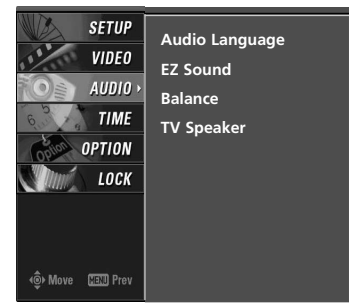 SETUP
VIDEO
AUDIO
TIME
OPTION
LOCK
Move MENU Prev
Audio Language
EZ Sound
Balance
TV Speaker